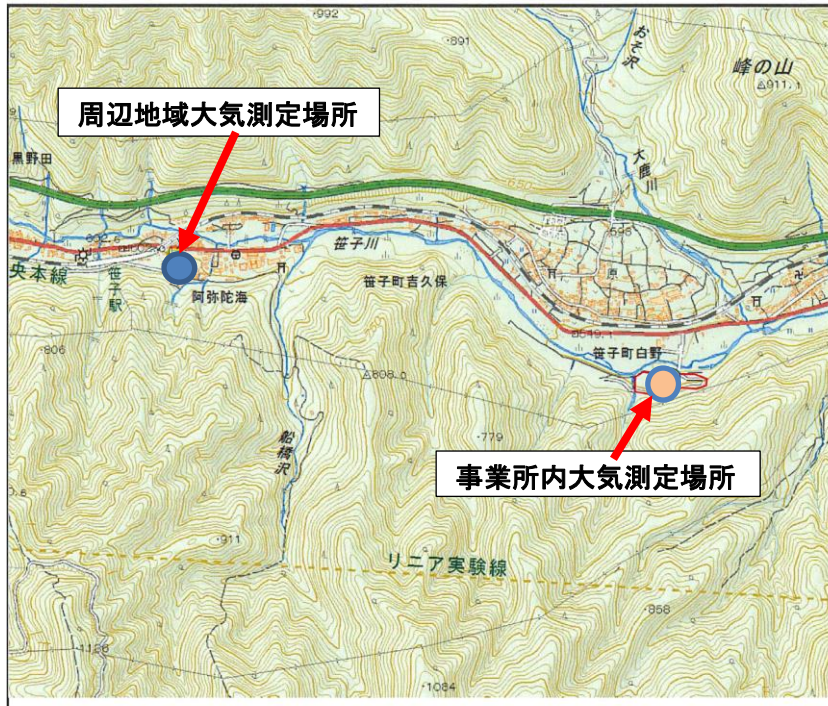 ・992
・891
おそ沢
峰の山
△911.1
周辺地域大気測定場所
黒野田
大鹿川
598
笹子川
央本線
笹子駅
阿弥陀海
笹子町吉久保
原
笹子町白野
・806
△808.0
・779
船橋沢
事業所内大気測定場所
・911
リニア実験線
・858
・1136
・1084